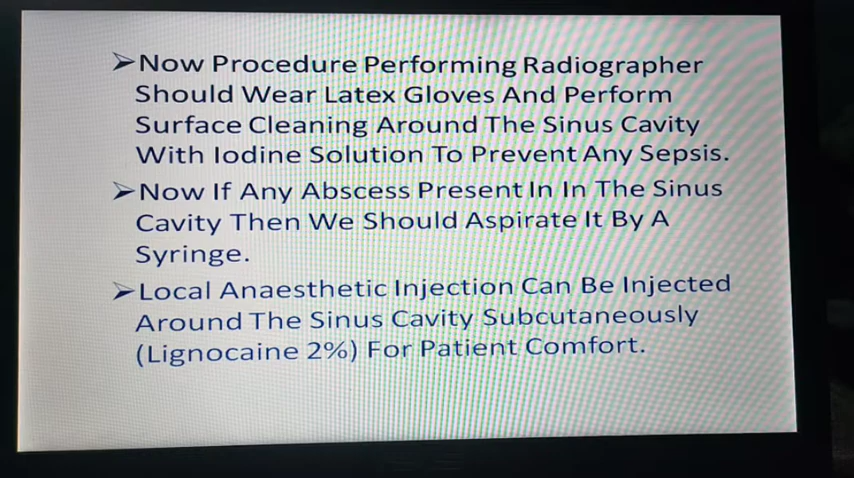 ➢Now Procedure Performing Radiographer
Should Wear Latex Gloves And Perform
Surface Cleaning Around The Sinus Cavity
With Iodine Solution To Prevent Any Sepsis.
➢Now If Any Abscess Present In In The Sinus
Cavity Then We Should Aspirate It By A
Syringe.
➢Local Anaesthetic Injection Can Be Injected
Around The Sinus Cavity Subcutaneously
(Lignocaine 2%) For Patient Comfort.